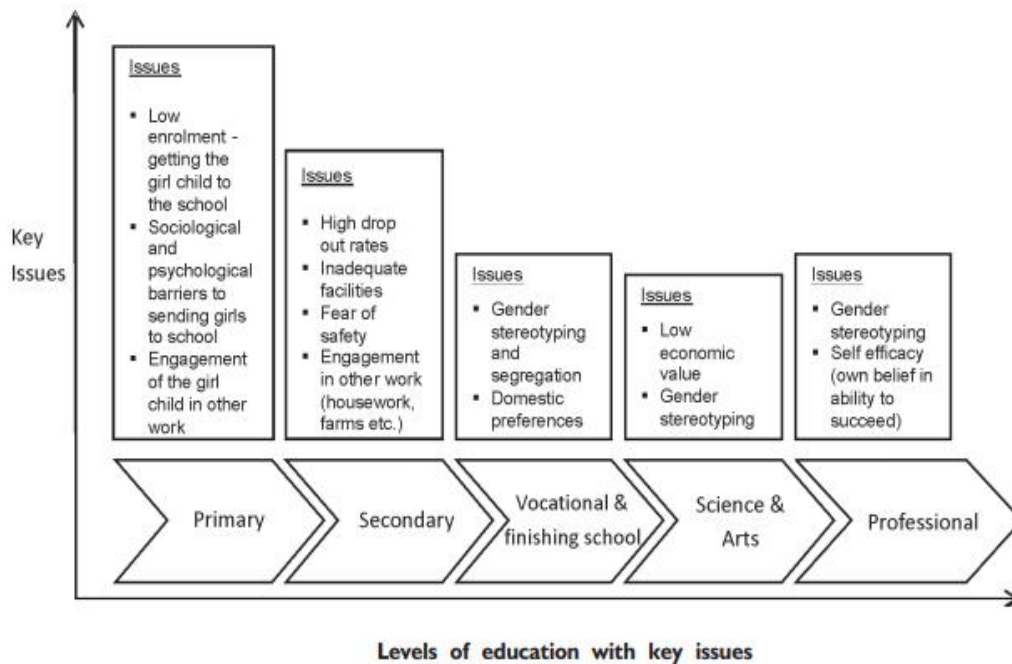 Key
Issues
Issues
Low
enrolment -
getting the
girl child to
the school
Sociological
and
psychological
barriers to
sending girls
to school
Engagement
of the girl
child in other
work
Issues
High drop
out rates
Inadequate
facilities
Fear of
safety
Engagement
in other work
(housework,
farms etc.)
Issues
Gender
stereotyping
and
segregation
Domestic
preferences
Issues
Low
economic
value
Gender
stereotyping
Issues
Gender
stereotyping
Self efficacy
(own belief in
ability to
succeed)
Primary
Secondary
Vocational &
finishing school
Science &
Arts
Professional
Levels of education with key issues